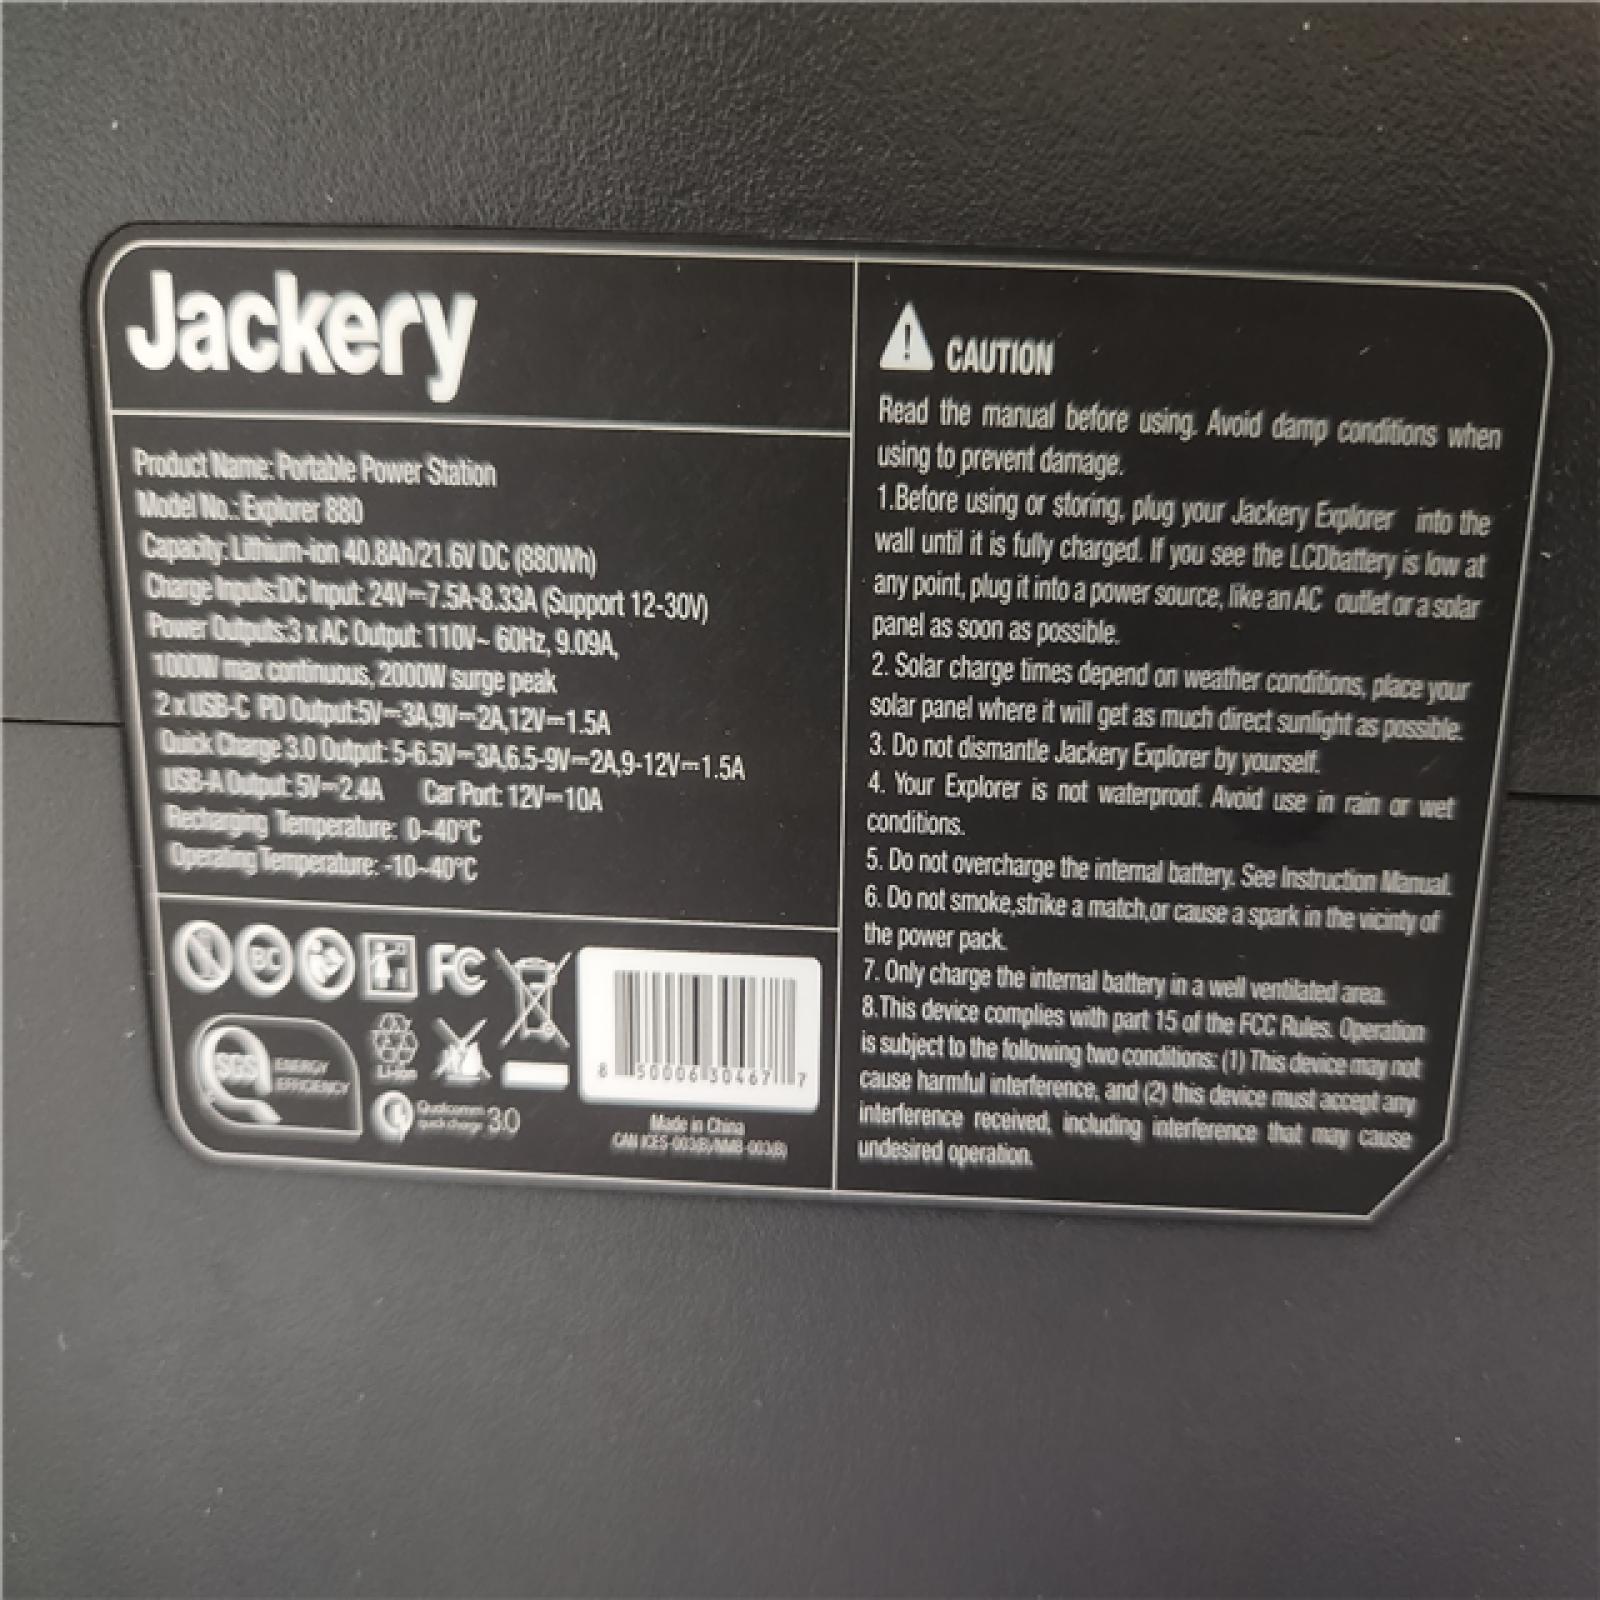 Jackery
Product Name: Portable Power Station
Model No.: Explorer 880
Capacity: Lithium-ion 40.8Ah/21.6V DC (880Wh)
Charge Inputs:DC Input: 24V⎓7.5A-8.33A (Support 12-30V)
Power Outputs:3 x AC Output: 110V~ 60Hz, 9.09A,
1000W max continuous, 2000W surge peak
2 x USB-C PD Output:5V⎓3A,9V⎓2A,12V⎓1.5A
Quick Charge 3.0 Output: 5-6.5V⎓3A,6.5-9V⎓2A,9-12V⎓1.5A
USB-A Output: 5V⎓2.4A Car Port: 12V⎓10A
Recharging Temperature: 0~40°C
Operating Temperature: -10~40°C
BC
FC
SGS
ENERGY
EFFICIENCY
Li-ion
Qualcomm
quick charge 3.0
8 50006 30467 7
Made in China
CAN ICES-003(B)/NMB-003(B)
CAUTION
Read the manual before using. Avoid damp conditions when
using to prevent damage.
1.Before using or storing, plug your Jackery Explorer into the
wall until it is fully charged. If you see the LCDbattery is low at
any point, plug it into a power source, like an AC outlet or a solar
panel as soon as possible.
2. Solar charge times depend on weather conditions, place your
solar panel where it will get as much direct sunlight as possible.
3. Do not dismantle Jackery Explorer by yourself.
4. Your Explorer is not waterproof. Avoid use in rain or wet
conditions.
5. Do not overcharge the internal battery. See Instruction Manual.
6. Do not smoke,strike a match,or cause a spark in the vicinty of
the power pack.
7. Only charge the internal battery in a well ventilated area.
8.This device complies with part 15 of the FCC Rules. Operation
is subject to the following two conditions: (1) This device may not
cause harmful interference, and (2) this device must accept any
interference received, including interference that may cause
undesired operation.